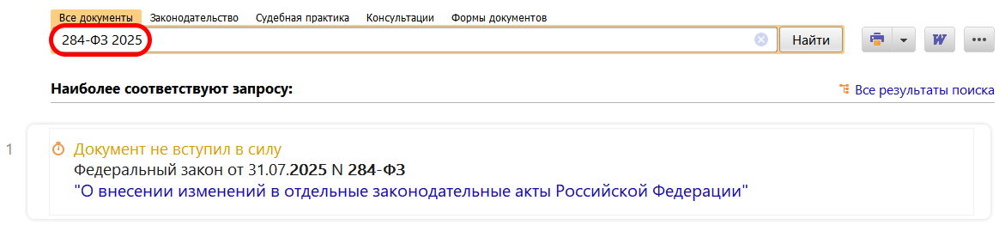 Все документы Законодательство Судебная практика Консультации Формы документов
284-ФЗ 2025 Найти W
Наиболее соответствуют запросу: Все результаты поиска
1 Документ не вступил в силу
Федеральный закон от 31.07.2025 N 284-ФЗ
"О внесении изменений в отдельные законодательные акты Российской Федерации"